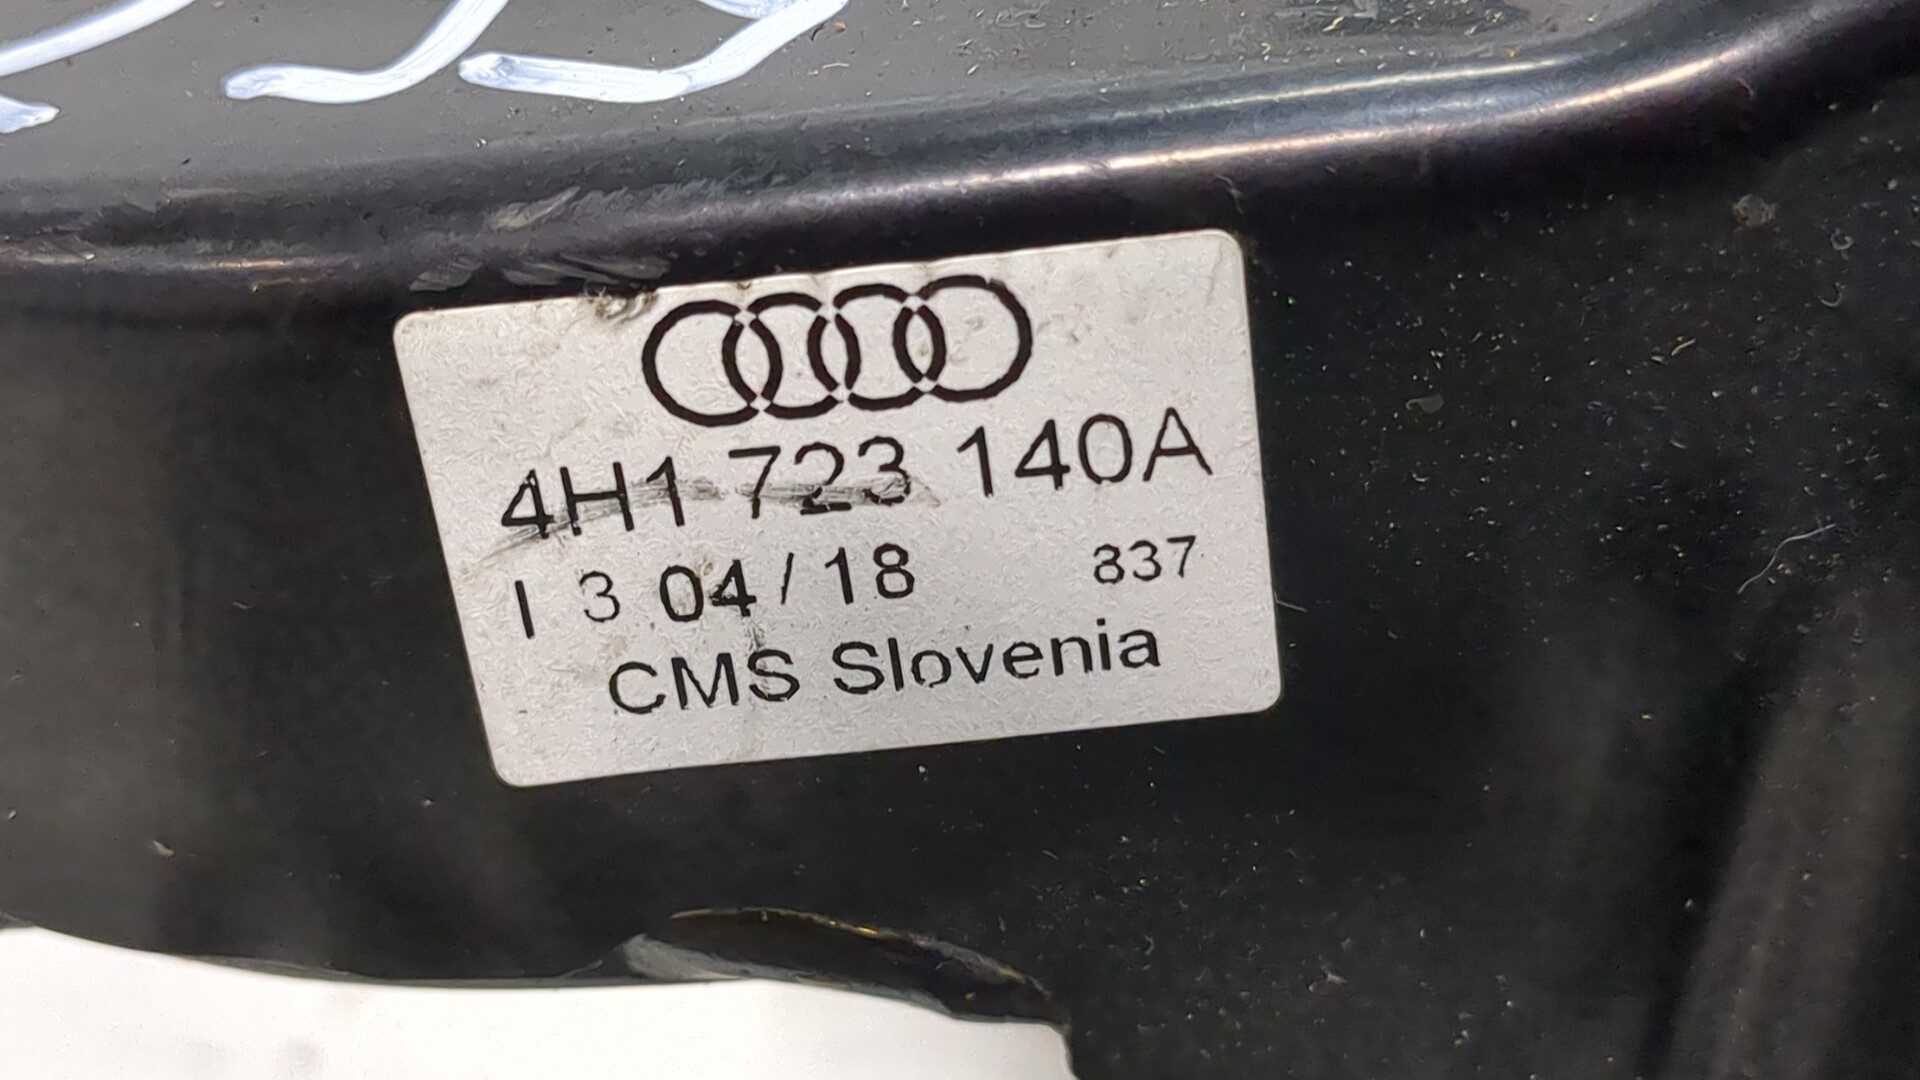 4H1 723 140A
I 3 04/18 837
CMS Slovenia